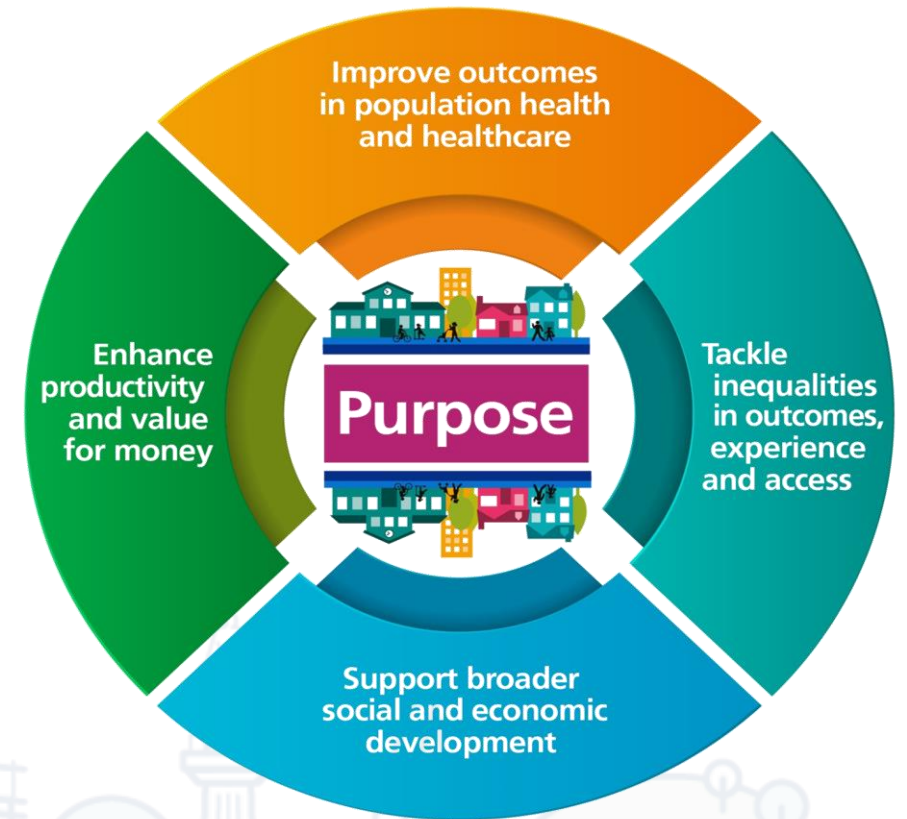 Improve outcomes
in population health
and healthcare
Enhance
productivity
and value
for money
Purpose
Tackle
inequalities
in outcomes,
experience
and access
Support broader
social and economic
development